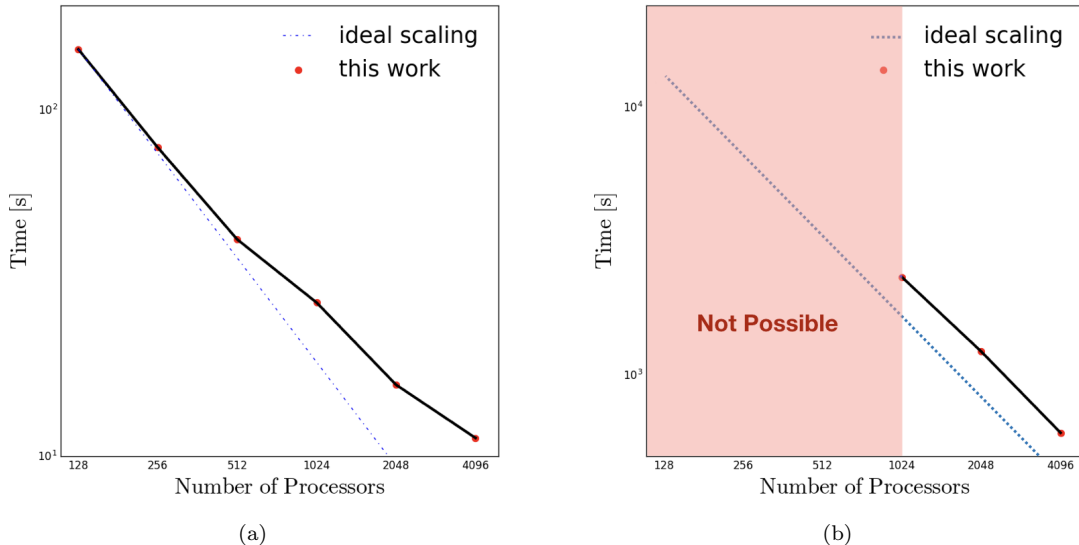 ideal scaling
this work
10²
10¹
Time [s]
128 256 512 1024 2048 4096
Number of Processors
(a)
ideal scaling
this work
10⁴
10³
Time [s]
Not Possible
128 256 512 1024 2048 4096
Number of Processors
(b)